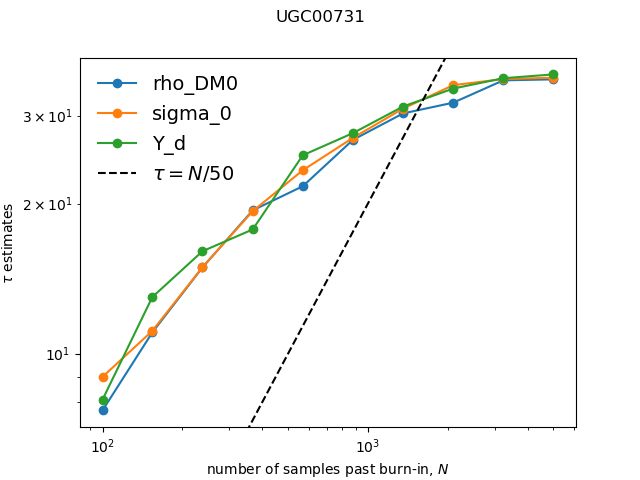 UGC00731
rho_DM0
sigma_0
Y_d
τ = N/50
3 × 10¹
2 × 10¹
10¹
τ estimates
10² 10³
number of samples past burn-in, N